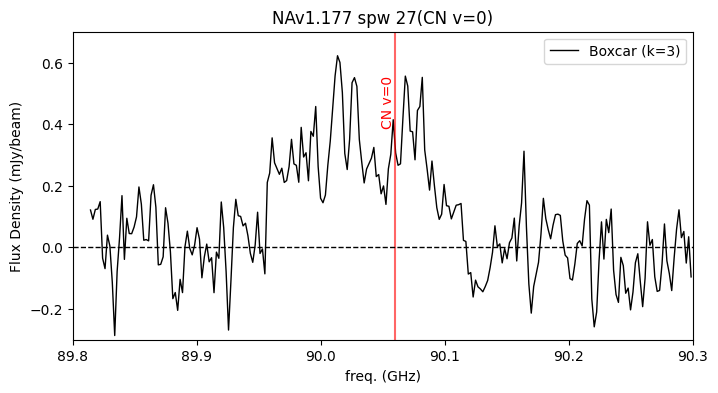 NAv1.177 spw 27(CN v=0)
Boxcar (k=3)
CN v=0
Flux Density (mJy/beam)
0.6
0.4
0.2
0.0
−0.2
89.8 89.9 90.0 90.1 90.2 90.3
freq. (GHz)